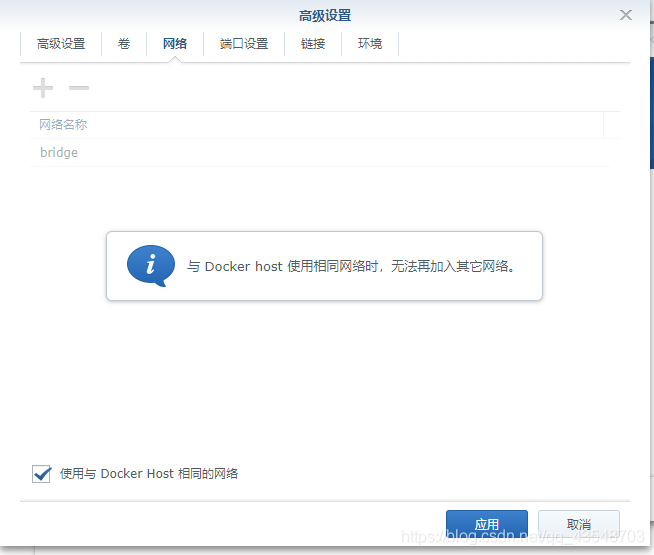 高级设置
高级设置 卷 网络 端口设置 链接 环境
网络名称
bridge
与 Docker host 使用相同网络时，无法再加入其它网络。
使用与 Docker Host 相同的网络
应用 取消
https://blog.csdn.net/qq_43548703